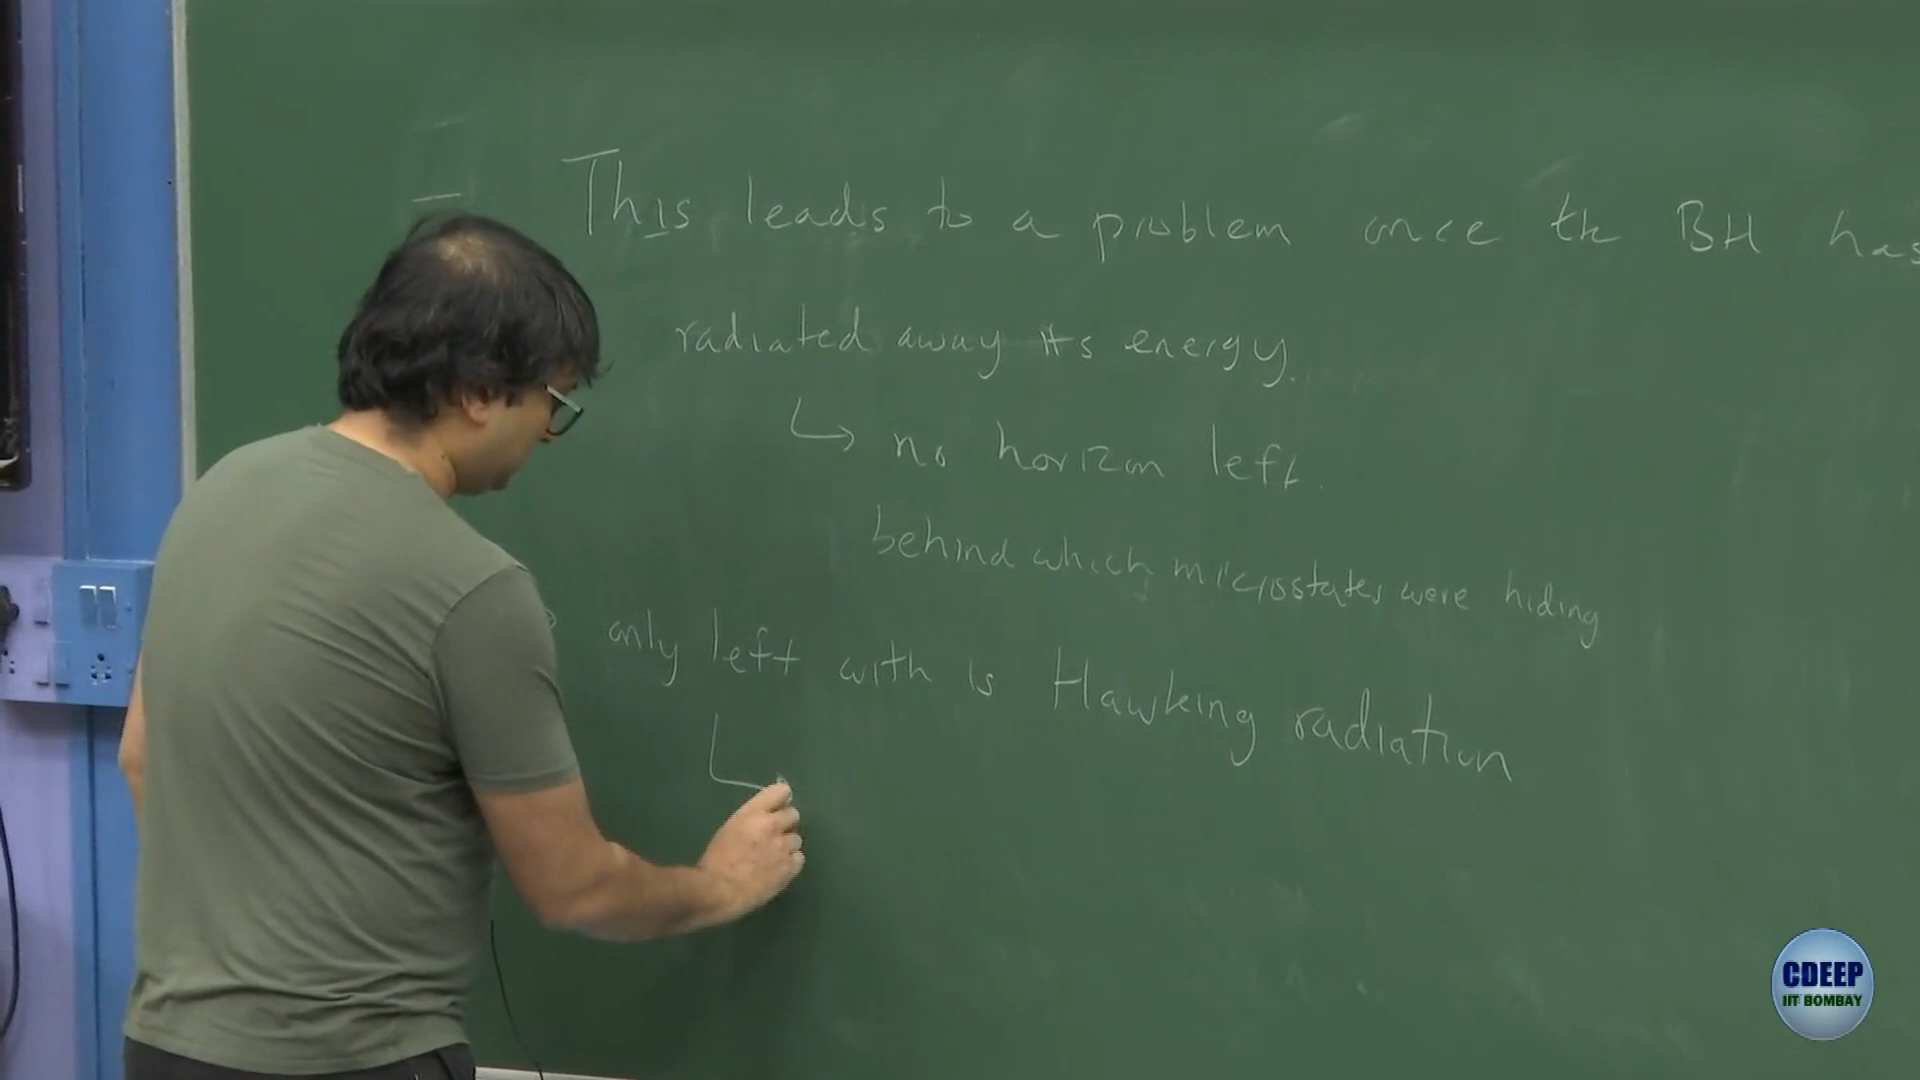 - This leads to a problem once the BH has
radiated away its energy.
↳ no horizon left.
behind which microstates were hiding
only left with is Hawking radiation
CDEEP
IIT BOMBAY